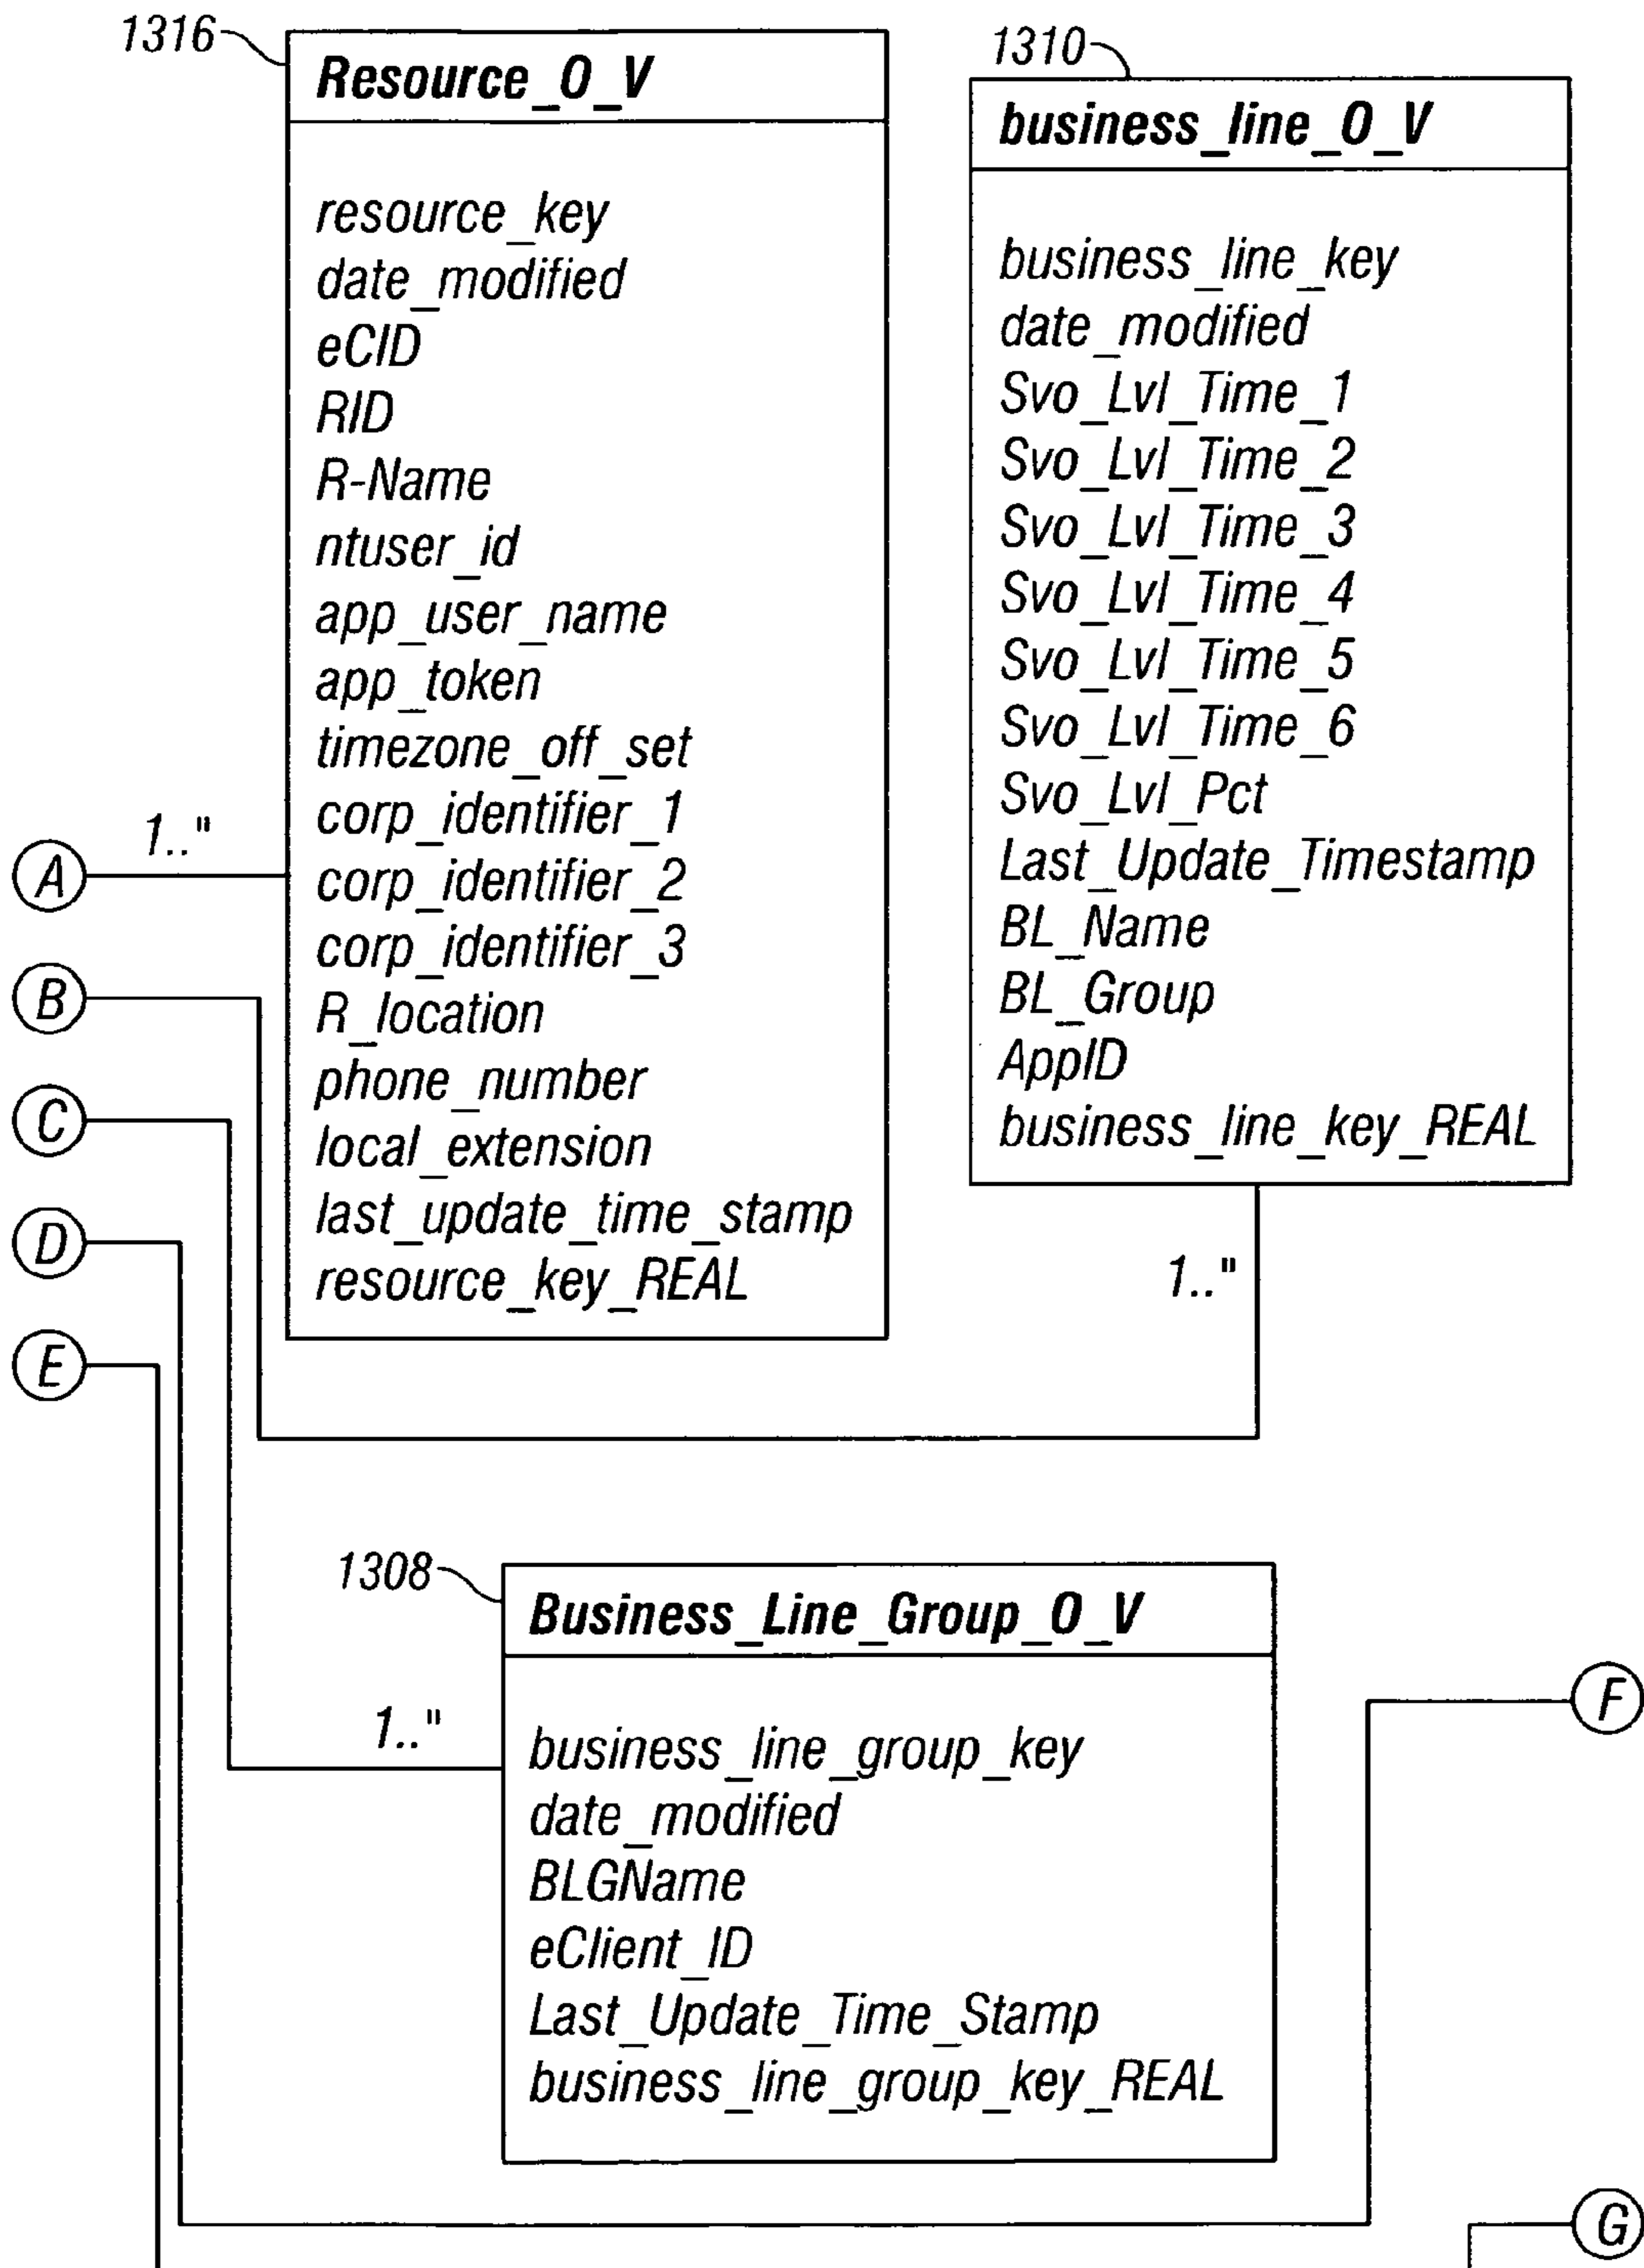 1316
Resource_O_V
resource_key
date_modified
eCID
RID
R-Name
ntuser_id
app_user_name
app_token
timezone_off_set
corp_identifier_1
corp_identifier_2
corp_identifier_3
R_location
phone_number
local_extension
last_update_time_stamp
resource_key_REAL
1310
business_line_O_V
business_line_key
date_modified
Svo_Lvl_Time_1
Svo_Lvl_Time_2
Svo_Lvl_Time_3
Svo_Lvl_Time_4
Svo_Lvl_Time_5
Svo_Lvl_Time_6
Svo_Lvl_Pct
Last_Update_Timestamp
BL_Name
BL_Group
AppID
business_line_key_REAL
A
1.."
B
C
D
E
1.."
1308
Business_Line_Group_O_V
1.."
business_line_group_key
date_modified
BLGName
eClient_ID
Last_Update_Time_Stamp
business_line_group_key_REAL
F
G